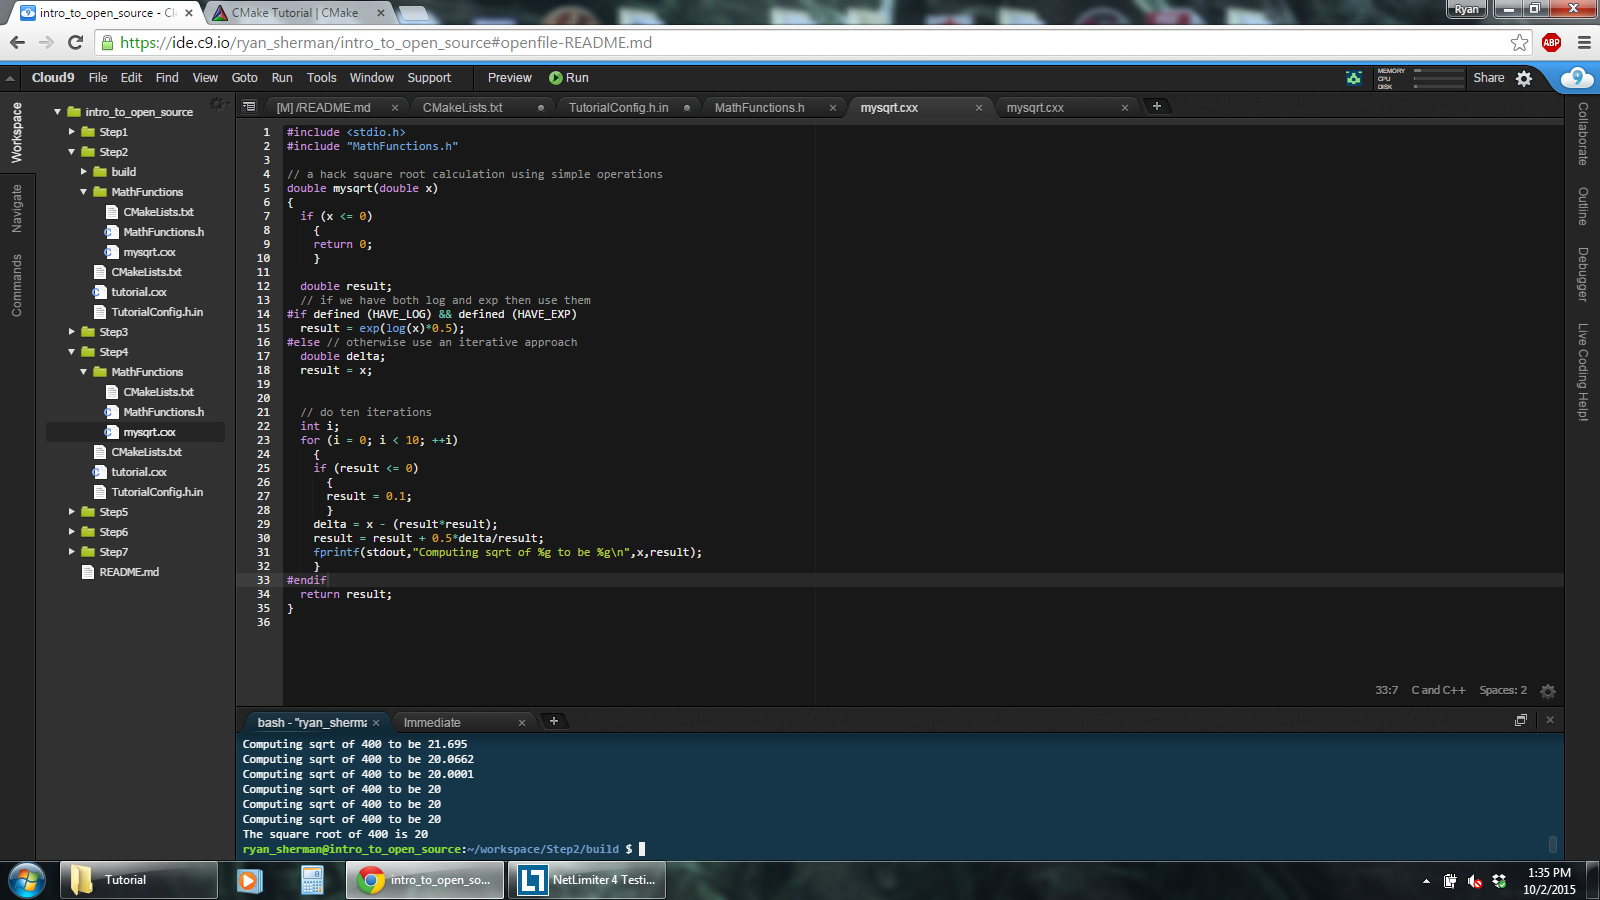 intro_to_open_source - Cl
CMake Tutorial | CMake
Ryan
https://ide.c9.io/ryan_sherman/intro_to_open_source#openfile-README.md
ABP
Cloud9 File Edit Find View Goto Run Tools Window Support Preview Run
MEMORY
CPU
DISK
Share
9
Workspace
Navigate
Commands
intro_to_open_source
Step1
Step2
build
MathFunctions
CMakeLists.txt
MathFunctions.h
mysqrt.cxx
CMakeLists.txt
tutorial.cxx
TutorialConfig.h.in
Step3
Step4
MathFunctions
CMakeLists.txt
MathFunctions.h
mysqrt.cxx
CMakeLists.txt
tutorial.cxx
TutorialConfig.h.in
Step5
Step6
Step7
README.md
[M] /README.md CMakeLists.txt TutorialConfig.h.in MathFunctions.h mysqrt.cxx mysqrt.cxx
1 #include <stdio.h>
2 #include "MathFunctions.h"
3
4 // a hack square root calculation using simple operations
5 double mysqrt(double x)
6 {
7 if (x <= 0)
8 {
9 return 0;
10 }
11
12 double result;
13 // if we have both log and exp then use them
14 #if defined (HAVE_LOG) && defined (HAVE_EXP)
15 result = exp(log(x)*0.5);
16 #else // otherwise use an iterative approach
17 double delta;
18 result = x;
19
20
21 // do ten iterations
22 int i;
23 for (i = 0; i < 10; ++i)
24 {
25 if (result <= 0)
26 {
27 result = 0.1;
28 }
29 delta = x - (result*result);
30 result = result + 0.5*delta/result;
31 fprintf(stdout,"Computing sqrt of %g to be %g\n",x,result);
32 }
33 #endif
34 return result;
35 }
36
33:7 C and C++ Spaces: 2
Collaborate
Outline
Debugger
Live Coding Help!
bash - "ryan_sherma Immediate
Computing sqrt of 400 to be 21.695
Computing sqrt of 400 to be 20.0662
Computing sqrt of 400 to be 20.0001
Computing sqrt of 400 to be 20
Computing sqrt of 400 to be 20
Computing sqrt of 400 to be 20
The square root of 400 is 20
ryan_sherman@intro_to_open_source:~/workspace/Step2/build $
Tutorial
intro_to_open_so...
NetLimiter 4 Testi...
1:35 PM
10/2/2015